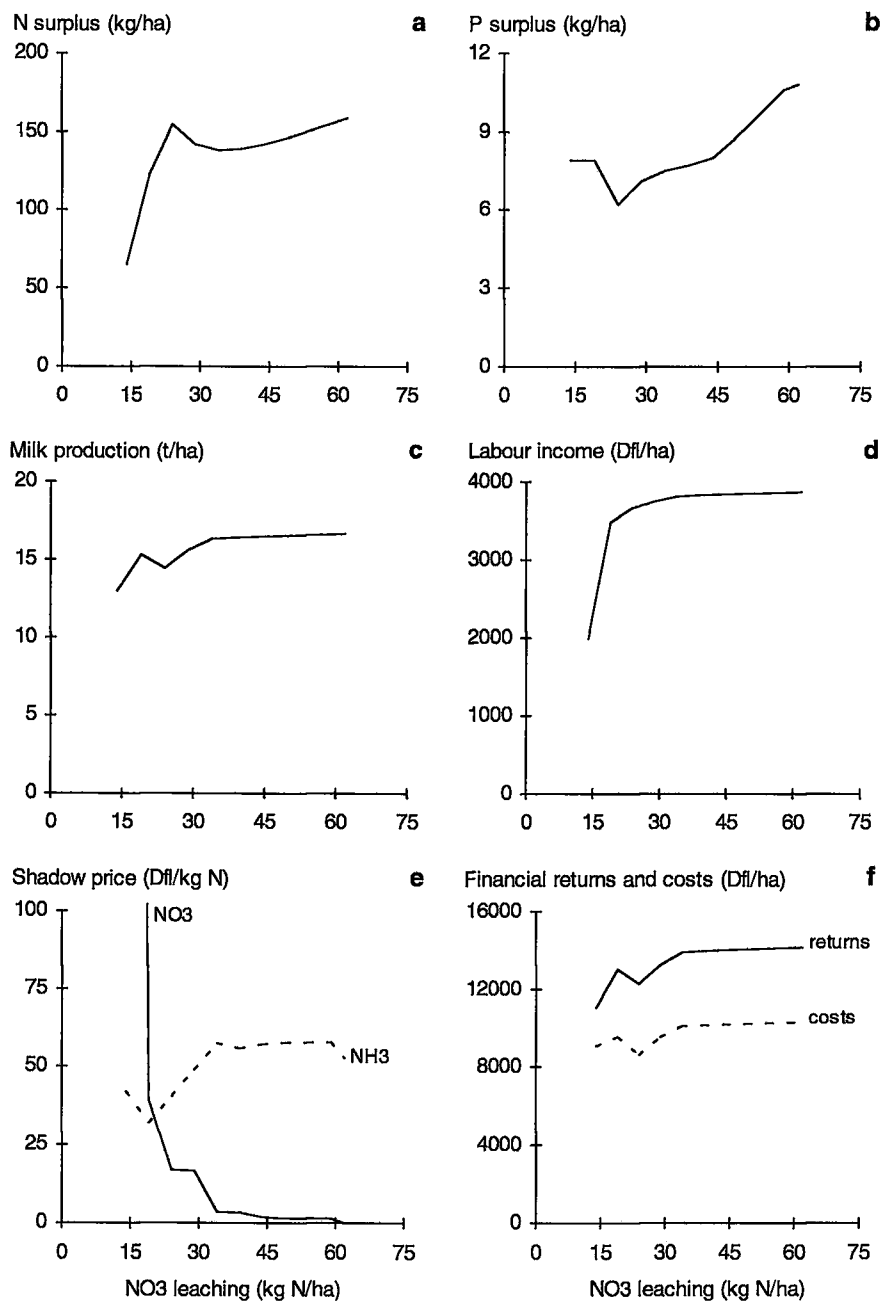 N surplus (kg/ha) a
200
150
100
50
0
0 15 30 45 60 75
P surplus (kg/ha) b
12
9
6
3
0
0 15 30 45 60 75
Milk production (t/ha) c
20
15
10
5
0
0 15 30 45 60 75
Labour income (Dfl/ha) d
4000
3000
2000
1000
0
0 15 30 45 60 75
Shadow price (Dfl/kg N) e
100
NO3
75
50
NH3
25
0
0 15 30 45 60 75
NO3 leaching (kg N/ha)
Financial returns and costs (Dfl/ha) f
16000
returns
12000
costs
8000
4000
0
0 15 30 45 60 75
NO3 leaching (kg N/ha)